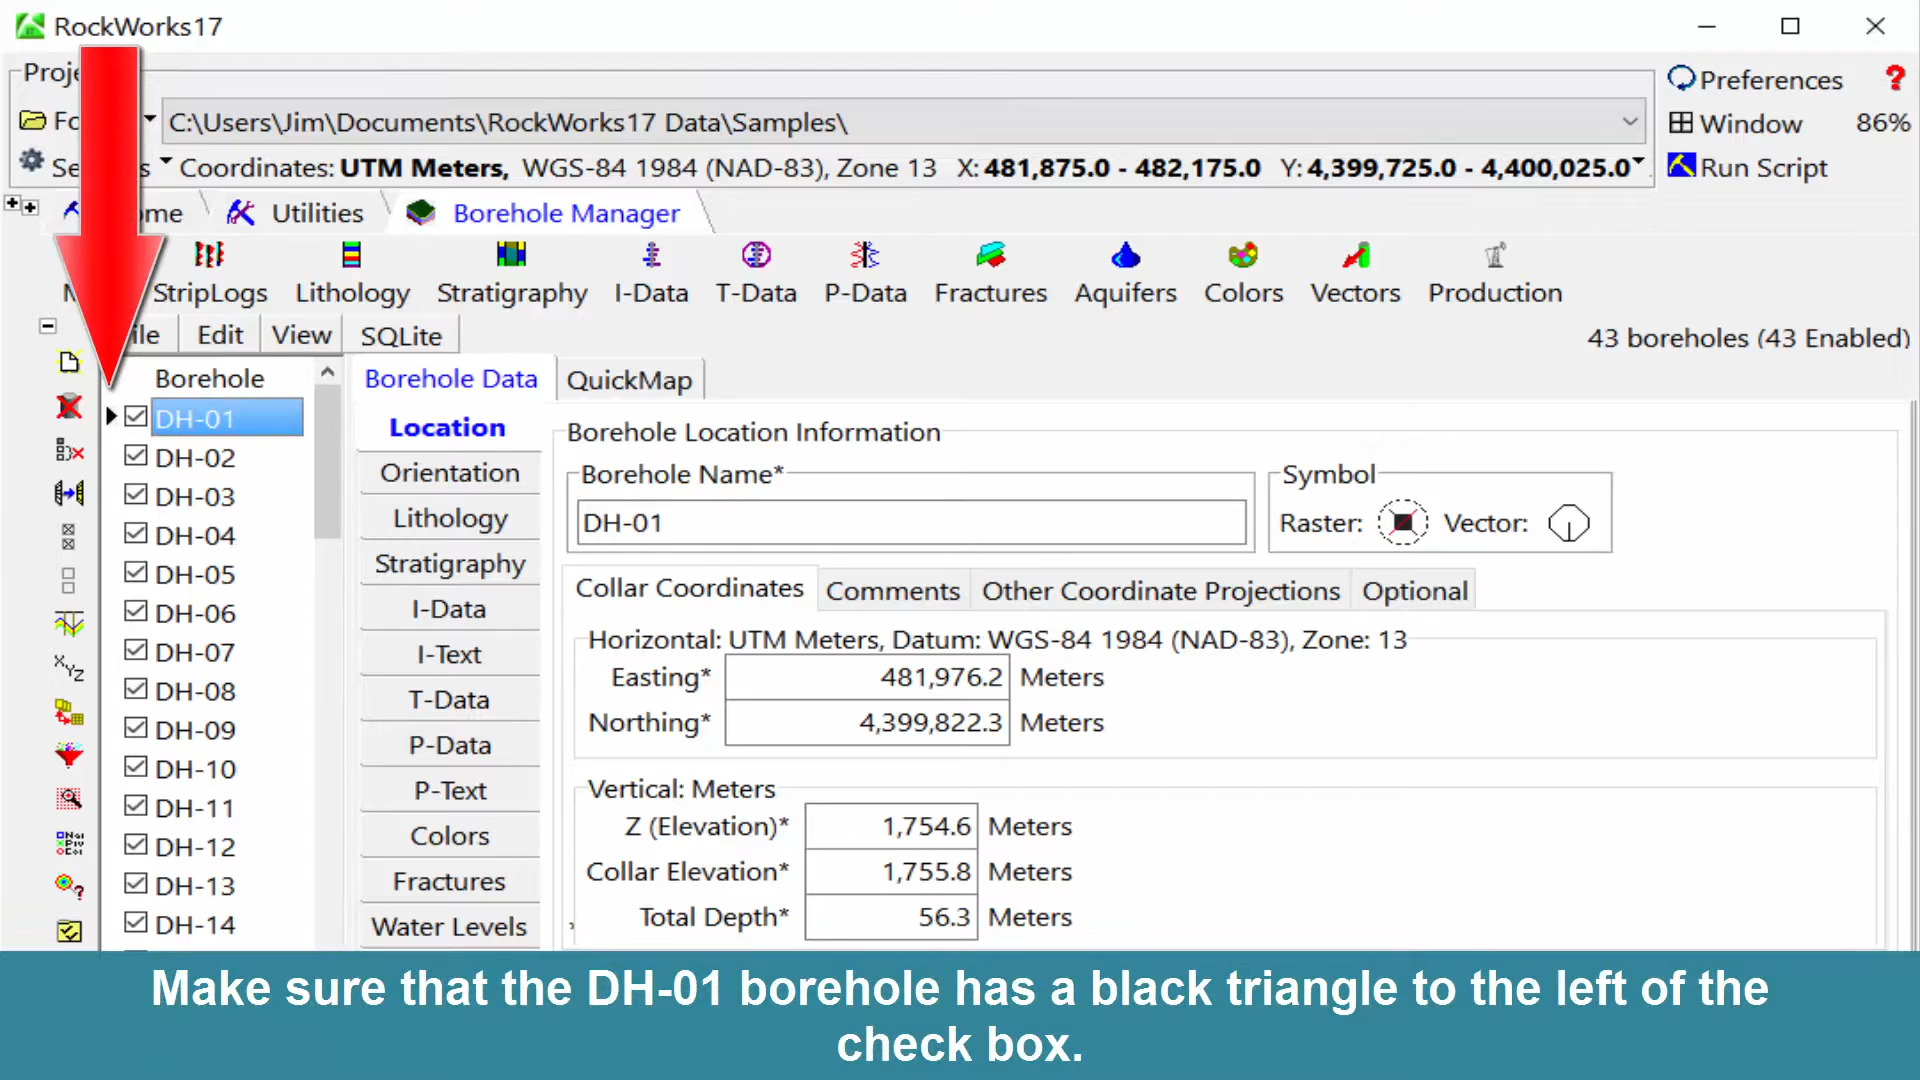 RockWorks17
Proje
Fo
C:\Users\Jim\Documents\RockWorks17 Data\Samples\
Preferences ?
Window 86%
Se s Coordinates: UTM Meters, WGS-84 1984 (NAD-83), Zone 13 X: 481,875.0 - 482,175.0 Y: 4,399,725.0 - 4,400,025.0
Run Script
ome Utilities Borehole Manager
M StripLogs Lithology Stratigraphy I-Data T-Data P-Data Fractures Aquifers Colors Vectors Production
ile Edit View SQLite
43 boreholes (43 Enabled)
Borehole
DH-01
DH-02
DH-03
DH-04
DH-05
DH-06
DH-07
DH-08
DH-09
DH-10
DH-11
DH-12
DH-13
DH-14
Borehole Data QuickMap
Location
Orientation
Lithology
Stratigraphy
I-Data
I-Text
T-Data
P-Data
P-Text
Colors
Fractures
Water Levels
Borehole Location Information
Borehole Name*
DH-01
Symbol
Raster: Vector:
Collar Coordinates Comments Other Coordinate Projections Optional
Horizontal: UTM Meters, Datum: WGS-84 1984 (NAD-83), Zone: 13
Easting* 481,976.2 Meters
Northing* 4,399,822.3 Meters
Vertical: Meters
Z (Elevation)* 1,754.6 Meters
Collar Elevation* 1,755.8 Meters
Total Depth* 56.3 Meters
Make sure that the DH-01 borehole has a black triangle to the left of the
check box.